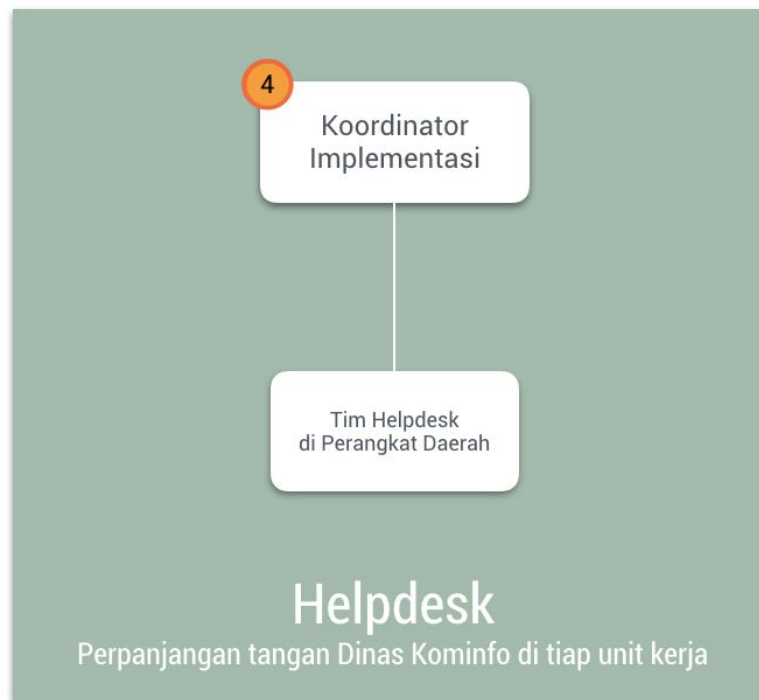 4
Koordinator
Implementasi
Tim Helpdesk
di Perangkat Daerah
Helpdesk
Perpanjangan tangan Dinas Kominfo di tiap unit kerja